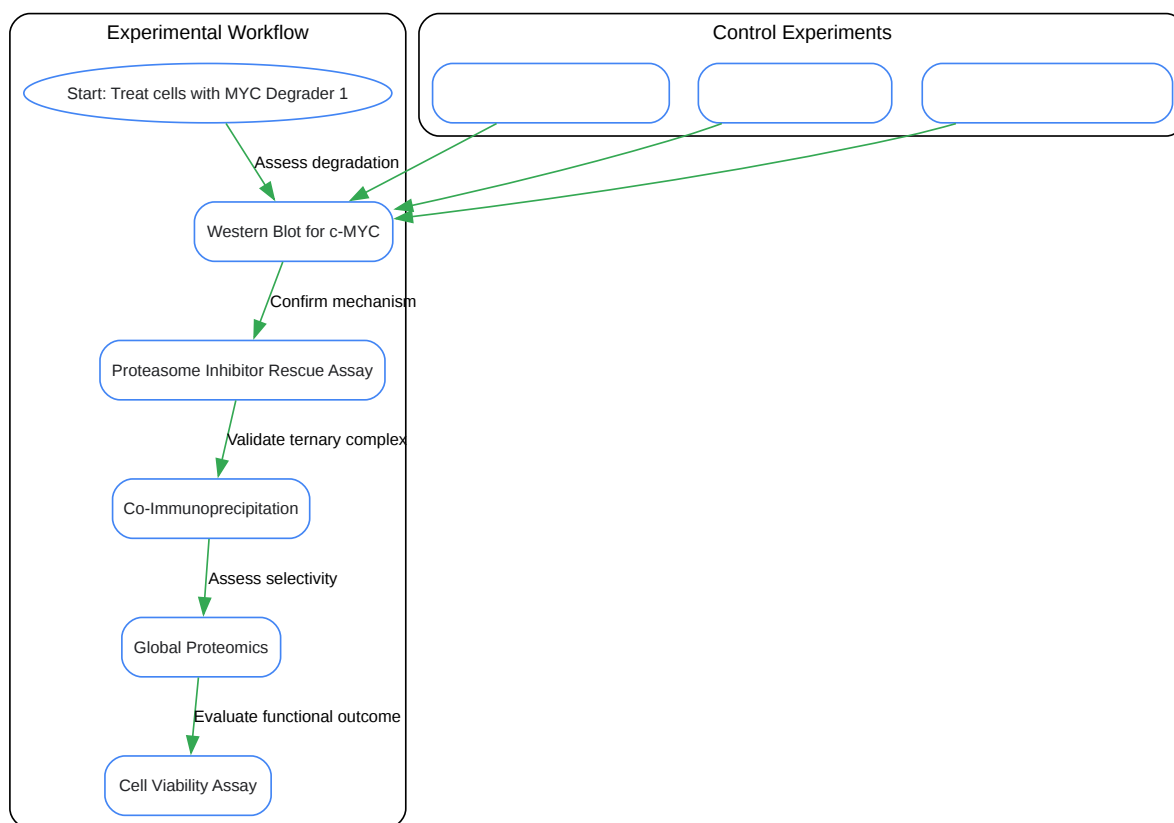 Experimental Workflow
Control Experiments
Start: Treat cells with MYC Degrader 1
Assess degradation
Western Blot for c-MYC
Confirm mechanism
Proteasome Inhibitor Rescue Assay
Validate ternary complex
Co-Immunoprecipitation
Assess selectivity
Global Proteomics
Evaluate functional outcome
Cell Viability Assay